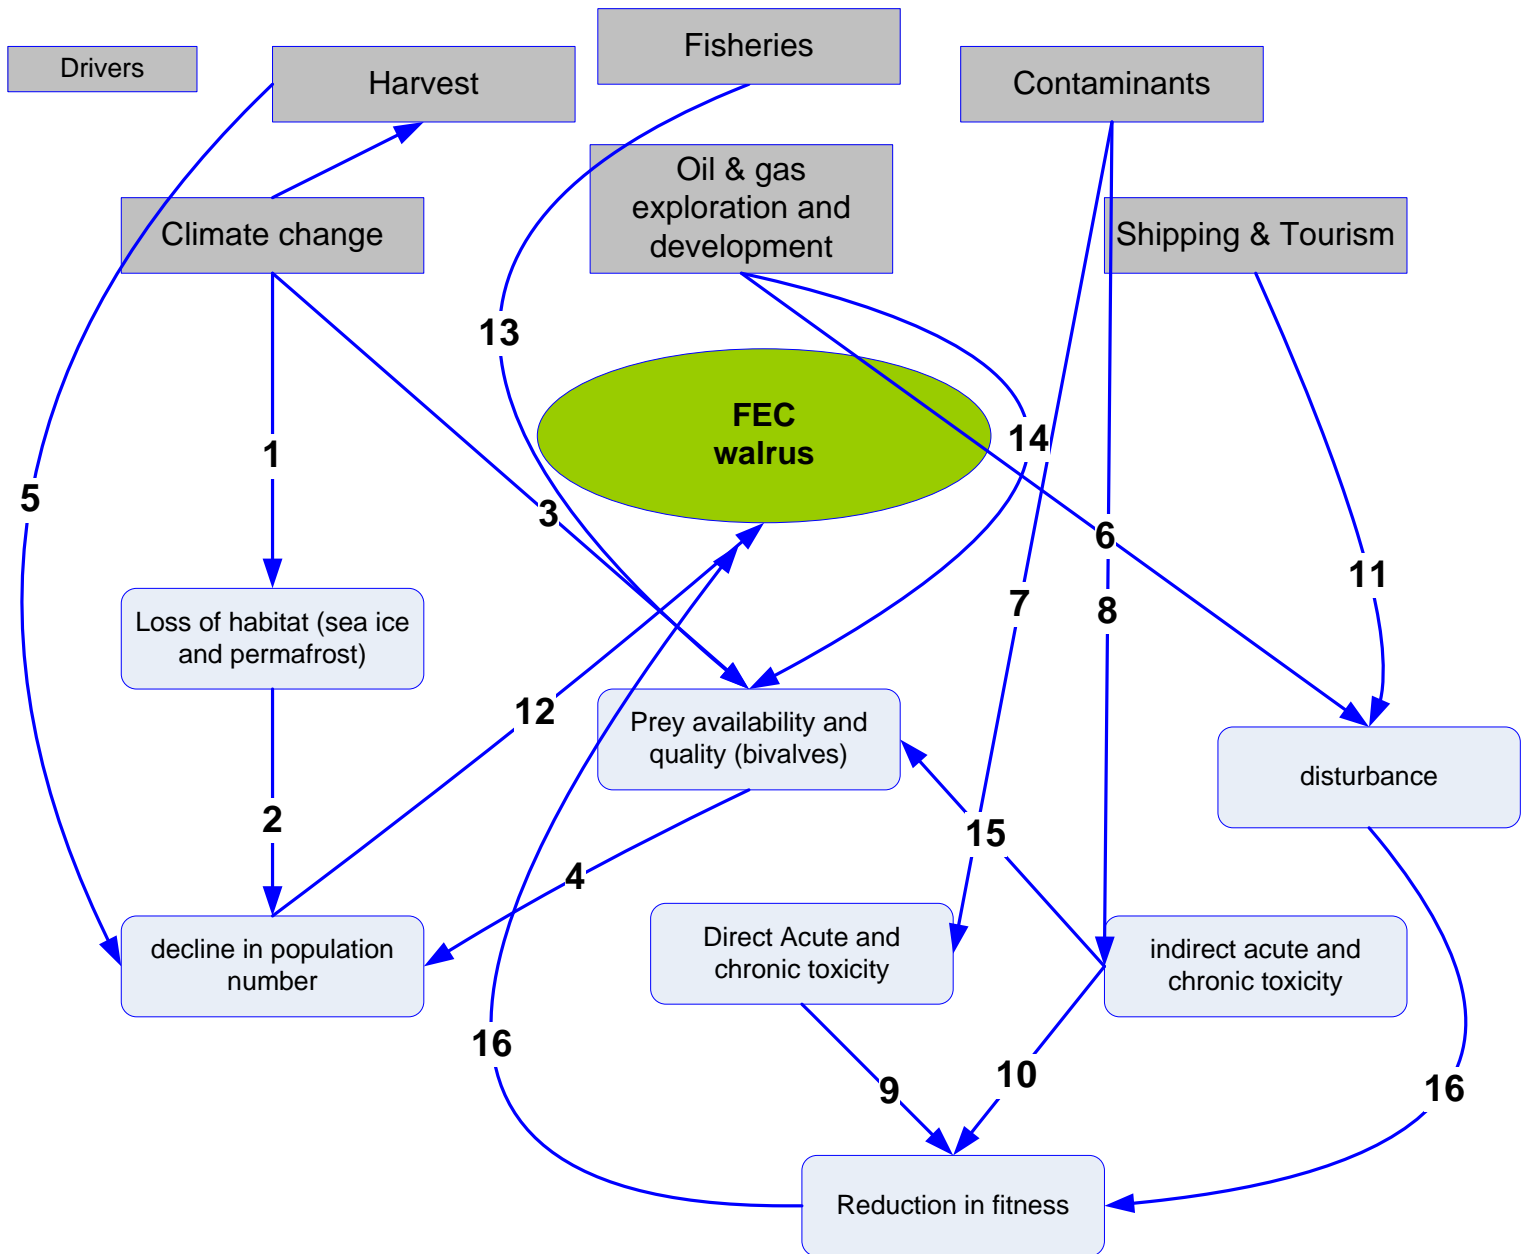 Fisheries
Drivers
Harvest
Contaminants
Oil & gas
exploration and
development
Climate change
Shipping & Tourism
13
FEC
walrus
14
1
5
3
6
11
7
8
Loss of habitat (sea ice
and permafrost)
12
Prey availability and
quality (bivalves)
disturbance
2
15
4
decline in population
number
Direct Acute and
chronic toxicity
indirect acute and
chronic toxicity
16
9
10
16
Reduction in fitness